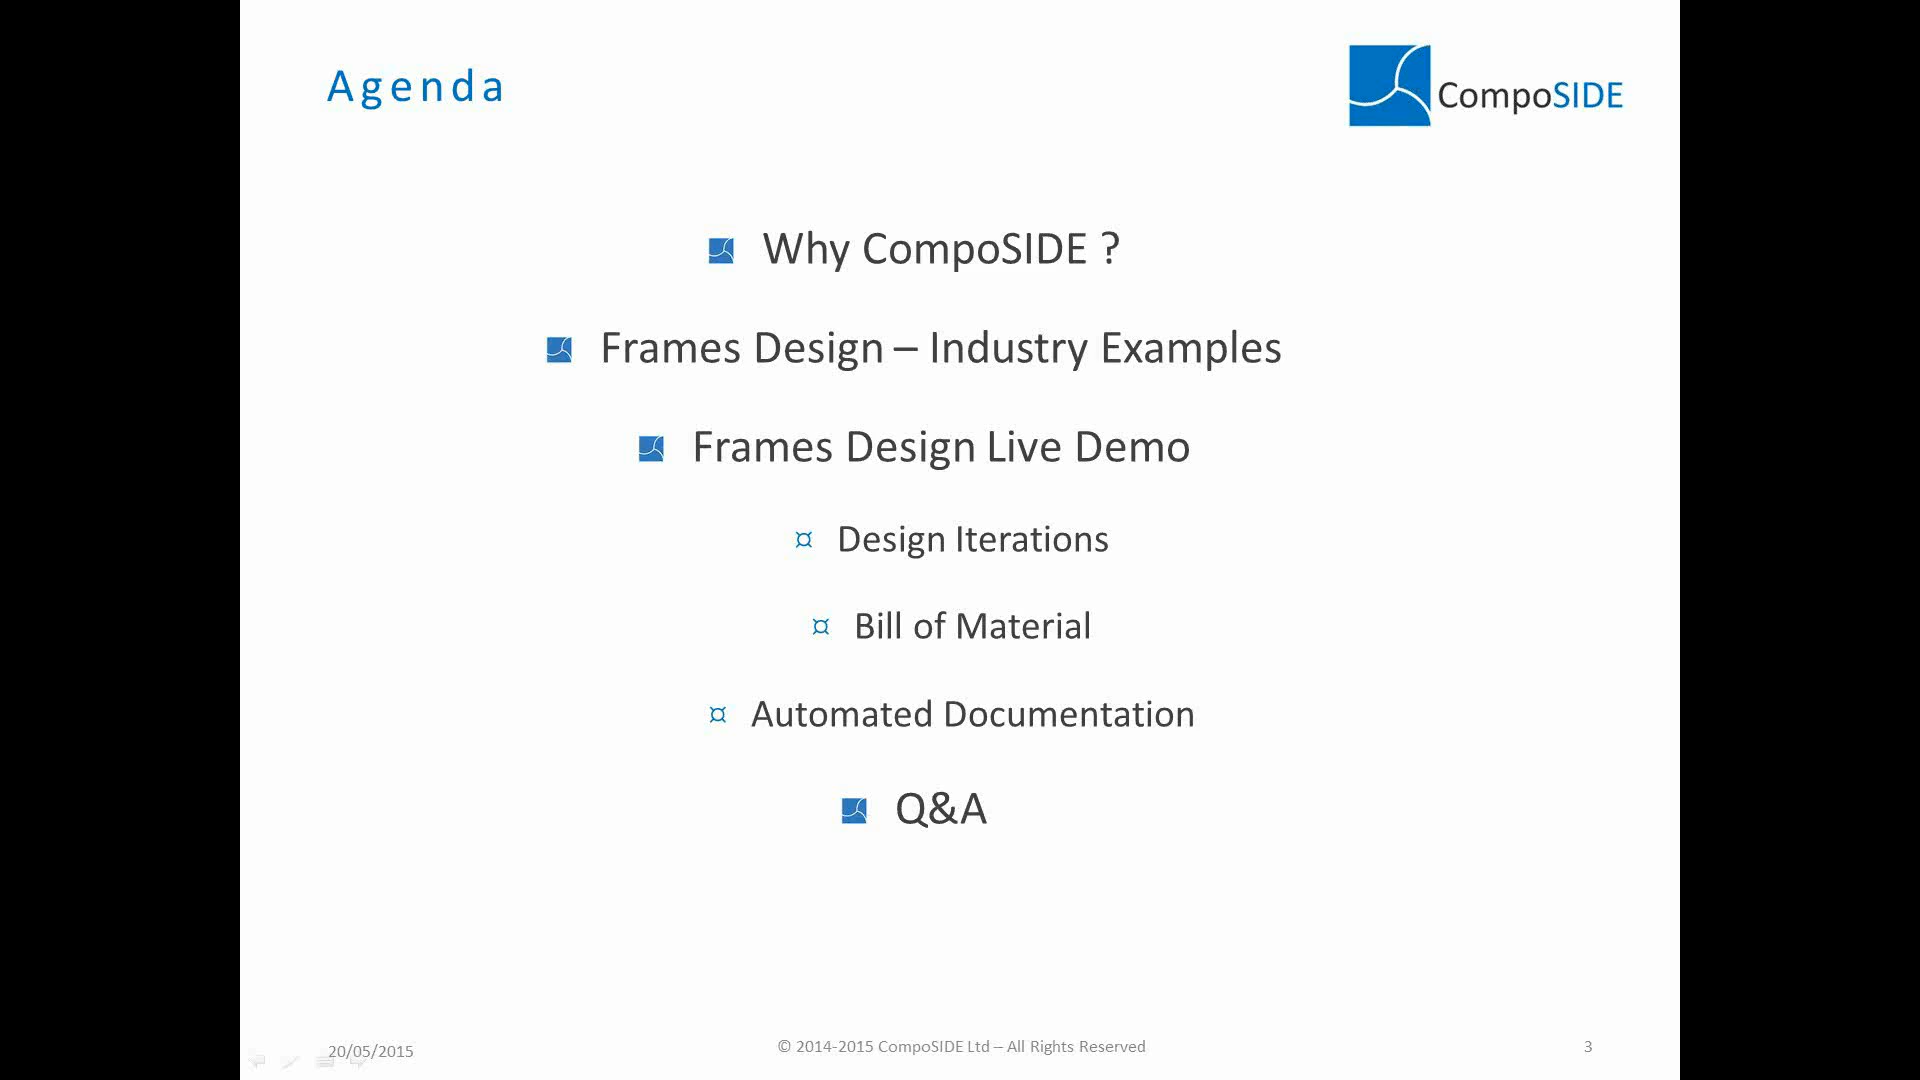 Agenda
CompoSIDE
Why CompoSIDE ?
Frames Design – Industry Examples
Frames Design Live Demo
¤ Design Iterations
¤ Bill of Material
¤ Automated Documentation
Q&A
20/05/2015
© 2014-2015 CompoSIDE Ltd – All Rights Reserved
3